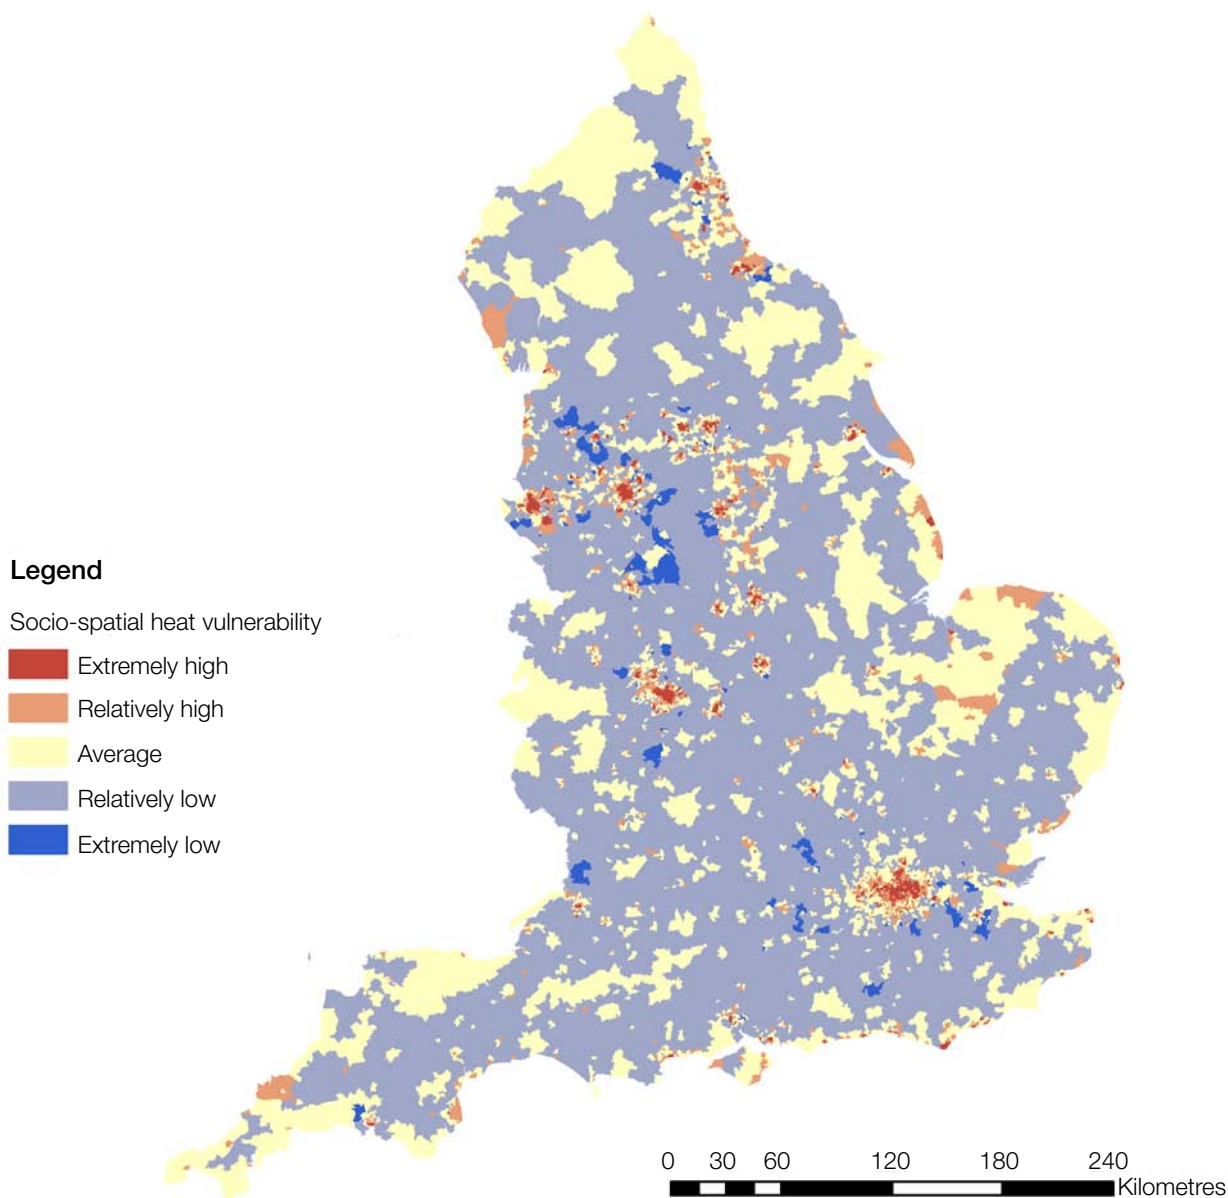 Legend
Socio-spatial heat vulnerability
Extremely high
Relatively high
Average
Relatively low
Extremely low
0 30 60 120 180 240
Kilometres